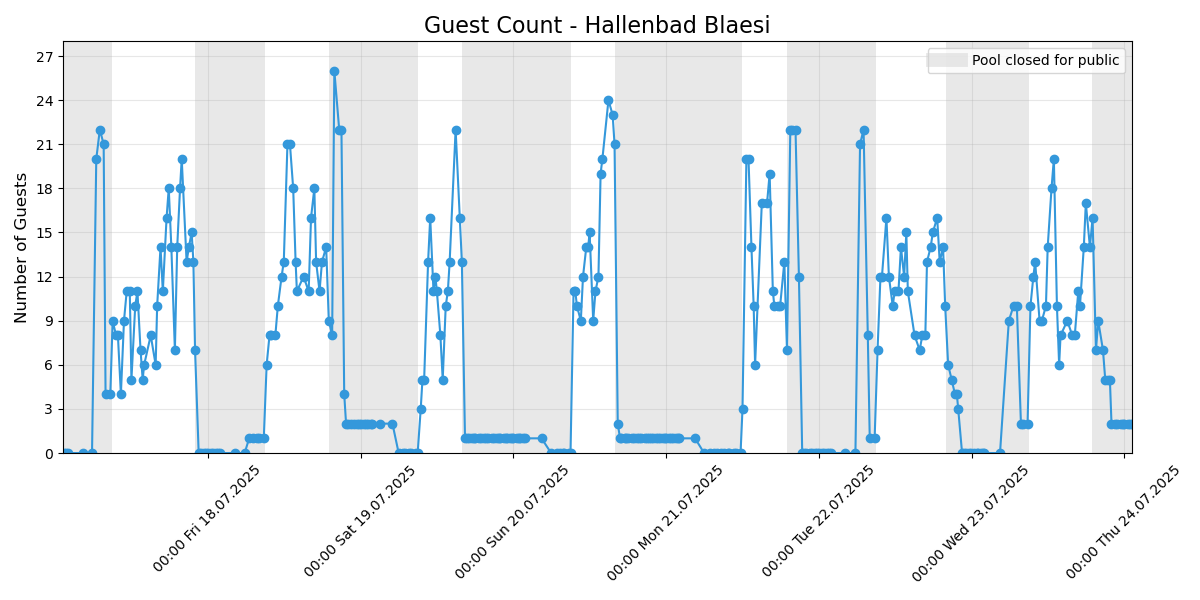 Guest Count - Hallenbad Blaesi
Pool closed for public
Number of Guests
27
24
21
18
15
12
9
6
3
0
00:00 Fri 18.07.2025
00:00 Sat 19.07.2025
00:00 Sun 20.07.2025
00:00 Mon 21.07.2025
00:00 Tue 22.07.2025
00:00 Wed 23.07.2025
00:00 Thu 24.07.2025